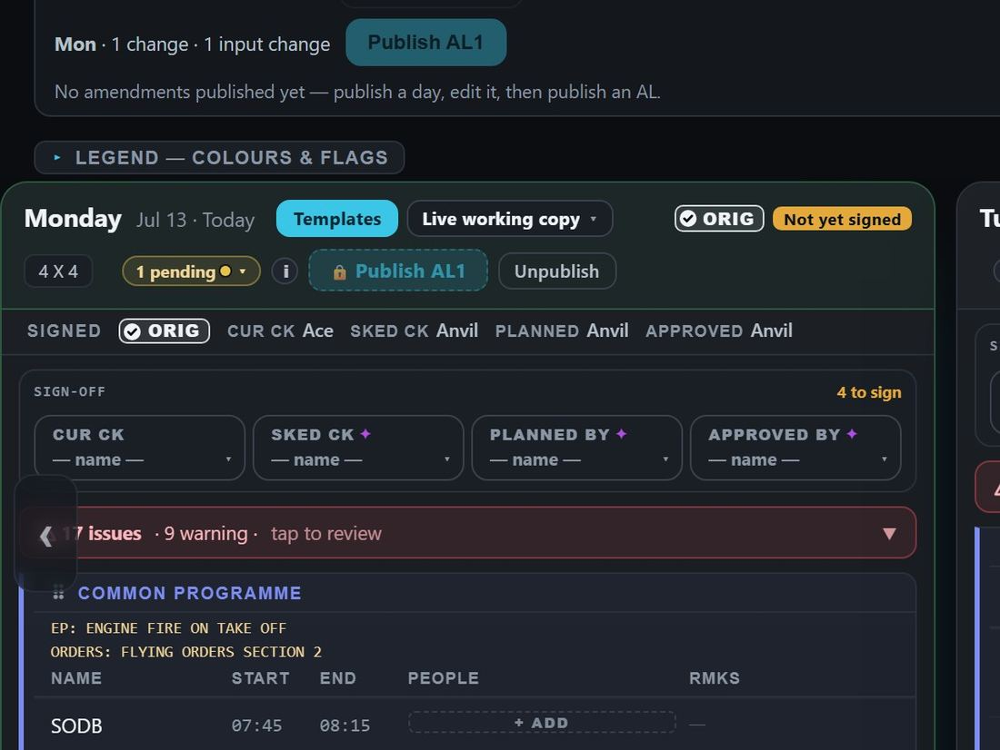 Mon · 1 change · 1 input change Publish AL1
No amendments published yet — publish a day, edit it, then publish an AL.
LEGEND — COLOURS & FLAGS
Monday Jul 13 · Today Templates Live working copy ORIG Not yet signed
4 X 4 1 pending i Publish AL1 Unpublish
SIGNED ORIG CUR CK Ace SKED CK Anvil PLANNED Anvil APPROVED Anvil
SIGN-OFF 4 to sign
CUR CK SKED CK PLANNED BY APPROVED BY
— name — — name — — name — — name —
17 issues · 9 warning · tap to review
COMMON PROGRAMME
EP: ENGINE FIRE ON TAKE OFF
ORDERS: FLYING ORDERS SECTION 2
NAME START END PEOPLE RMKS
SODB 07:45 08:15 + ADD —